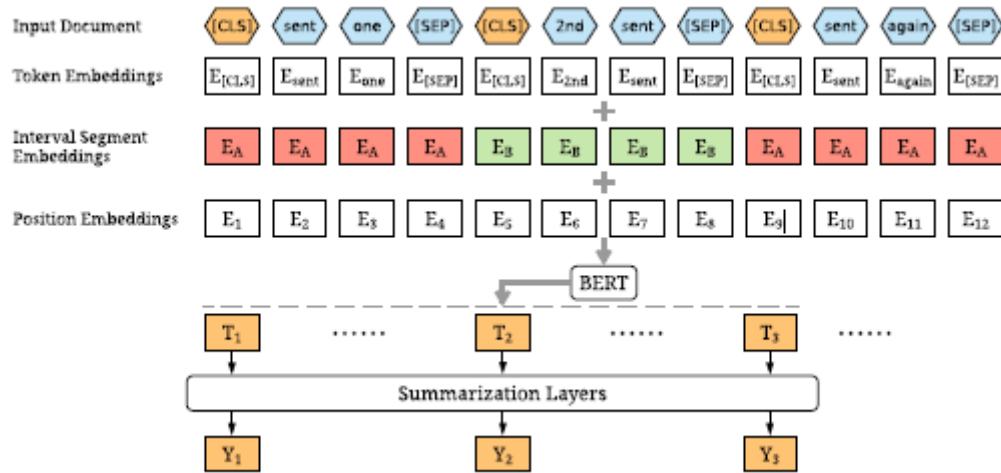 Input Document [CLS] sent one [SEP] [CLS] 2nd sent [SEP] [CLS] sent again [SEP]
Token Embeddings E[CLS] Esent Eone E[SEP] E[CLS] E2nd Esent E[SEP] E[CLS] Esent Eagain E[SEP]
+
Interval Segment
Embeddings EA EA EA EA EB EB EB EB EA EA EA EA
+
Position Embeddings E1 E2 E3 E4 E5 E6 E7 E8 E9 E10 E11 E12
BERT
T1 ...... T2 ...... T3 ......
Summarization Layers
Y1 Y2 Y3